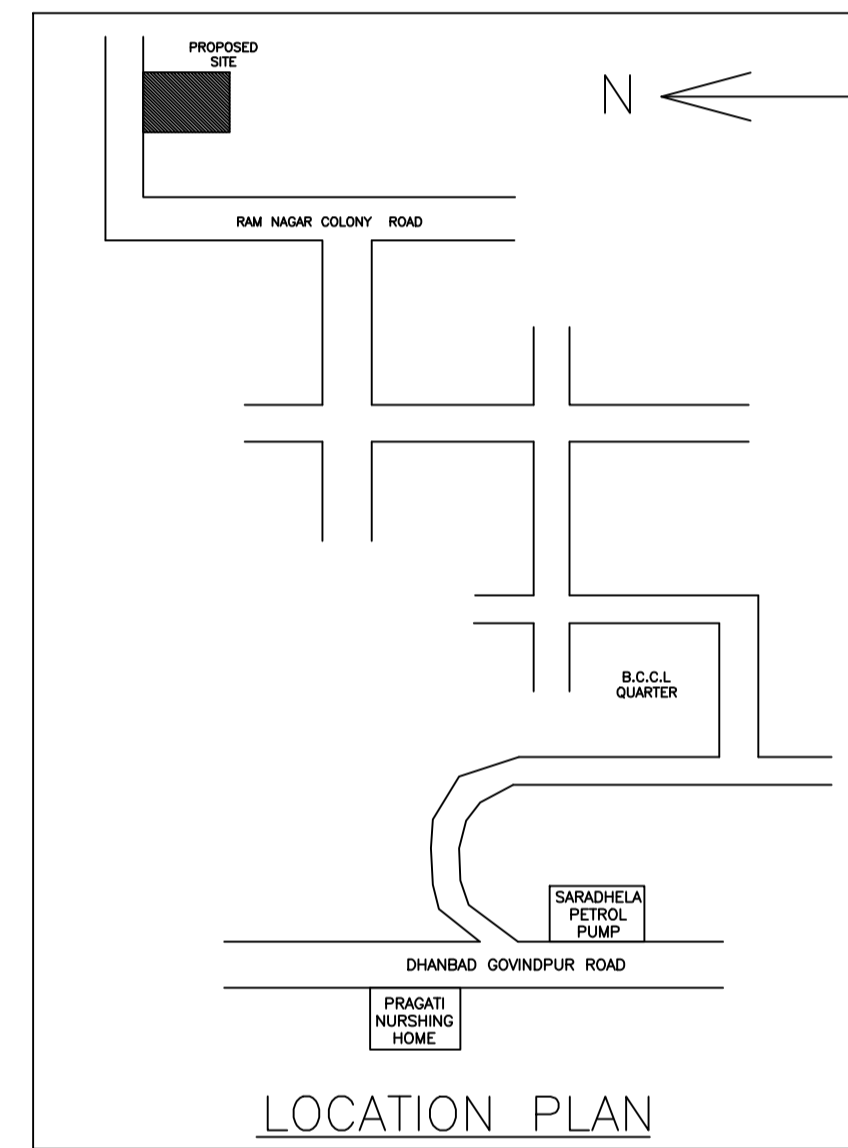 PROPOSED
SITE
N
RAM NAGAR COLONY ROAD
B.C.C.L
QUARTER
SARADHELA
PETROL
PUMP
DHANBAD GOVINDPUR ROAD
PRAGATI
NURSHING
HOME
LOCATION PLAN